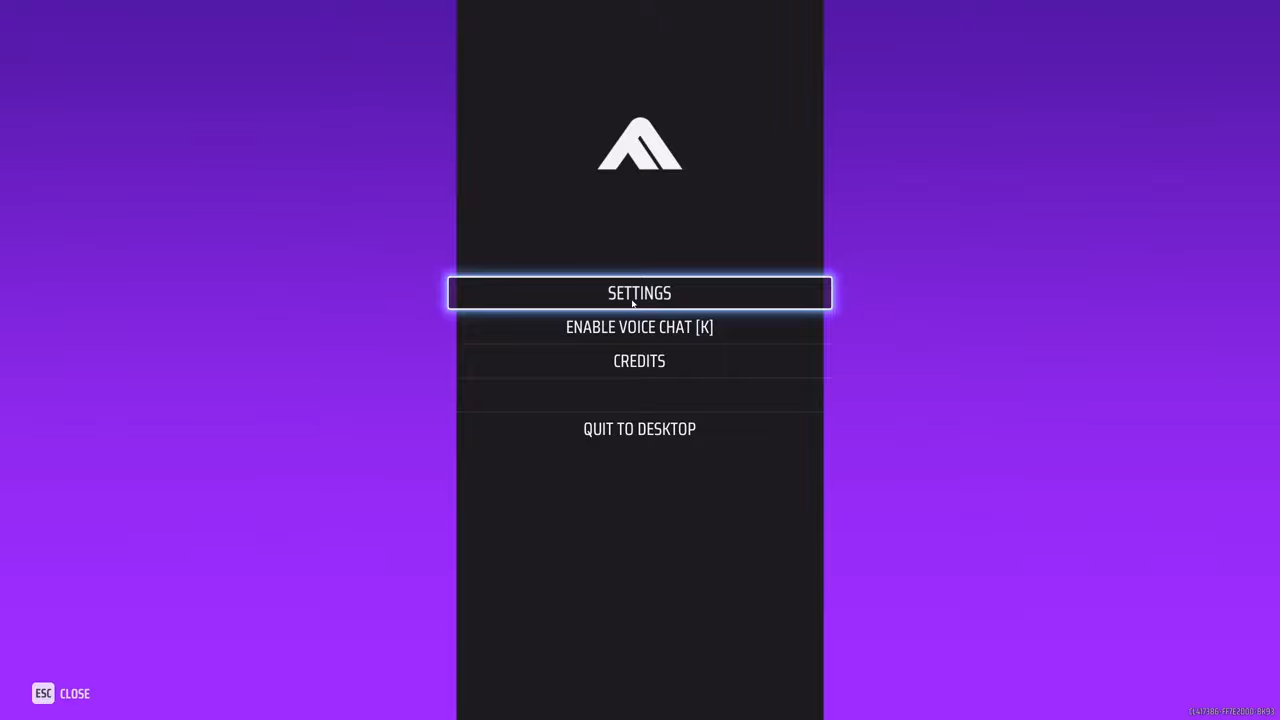 SETTINGS
ENABLE VOICE CHAT [K]
CREDITS
QUIT TO DESKTOP
ESC CLOSE